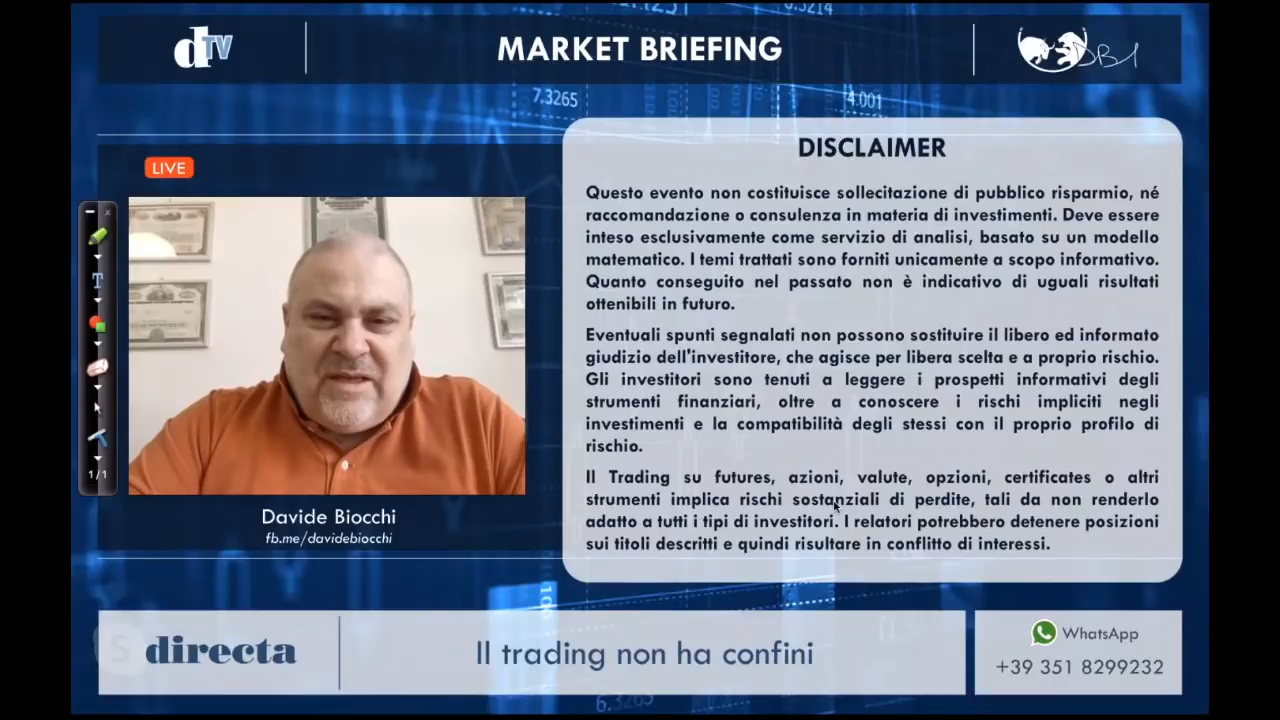 dTV
MARKET BRIEFING
DB1
7.3265
4.001
LIVE
DISCLAIMER
Questo evento non costituisce sollecitazione di pubblico risparmio, né
raccomandazione o consulenza in materia di investimenti. Deve essere
inteso esclusivamente come servizio di analisi, basato su un modello
matematico. I temi trattati sono forniti unicamente a scopo informativo.
Quanto conseguito nel passato non è indicativo di uguali risultati
ottenibili in futuro.
Eventuali spunti segnalati non possono sostituire il libero ed informato
giudizio dell'investitore, che agisce per libera scelta e a proprio rischio.
Gli investitori sono tenuti a leggere i prospetti informativi degli
strumenti finanziari, oltre a conoscere i rischi impliciti negli
investimenti e la compatibilità degli stessi con il proprio profilo di
rischio.
Il Trading su futures, azioni, valute, opzioni, certificates o altri
strumenti implica rischi sostanziali di perdite, tali da non renderlo
adatto a tutti i tipi di investitori. I relatori potrebbero detenere posizioni
sui titoli descritti e quindi risultare in conflitto di interessi.
T
1/1
Davide Biocchi
fb.me/davidebiocchi
directa
Il trading non ha confini
WhatsApp
+39 351 8299232